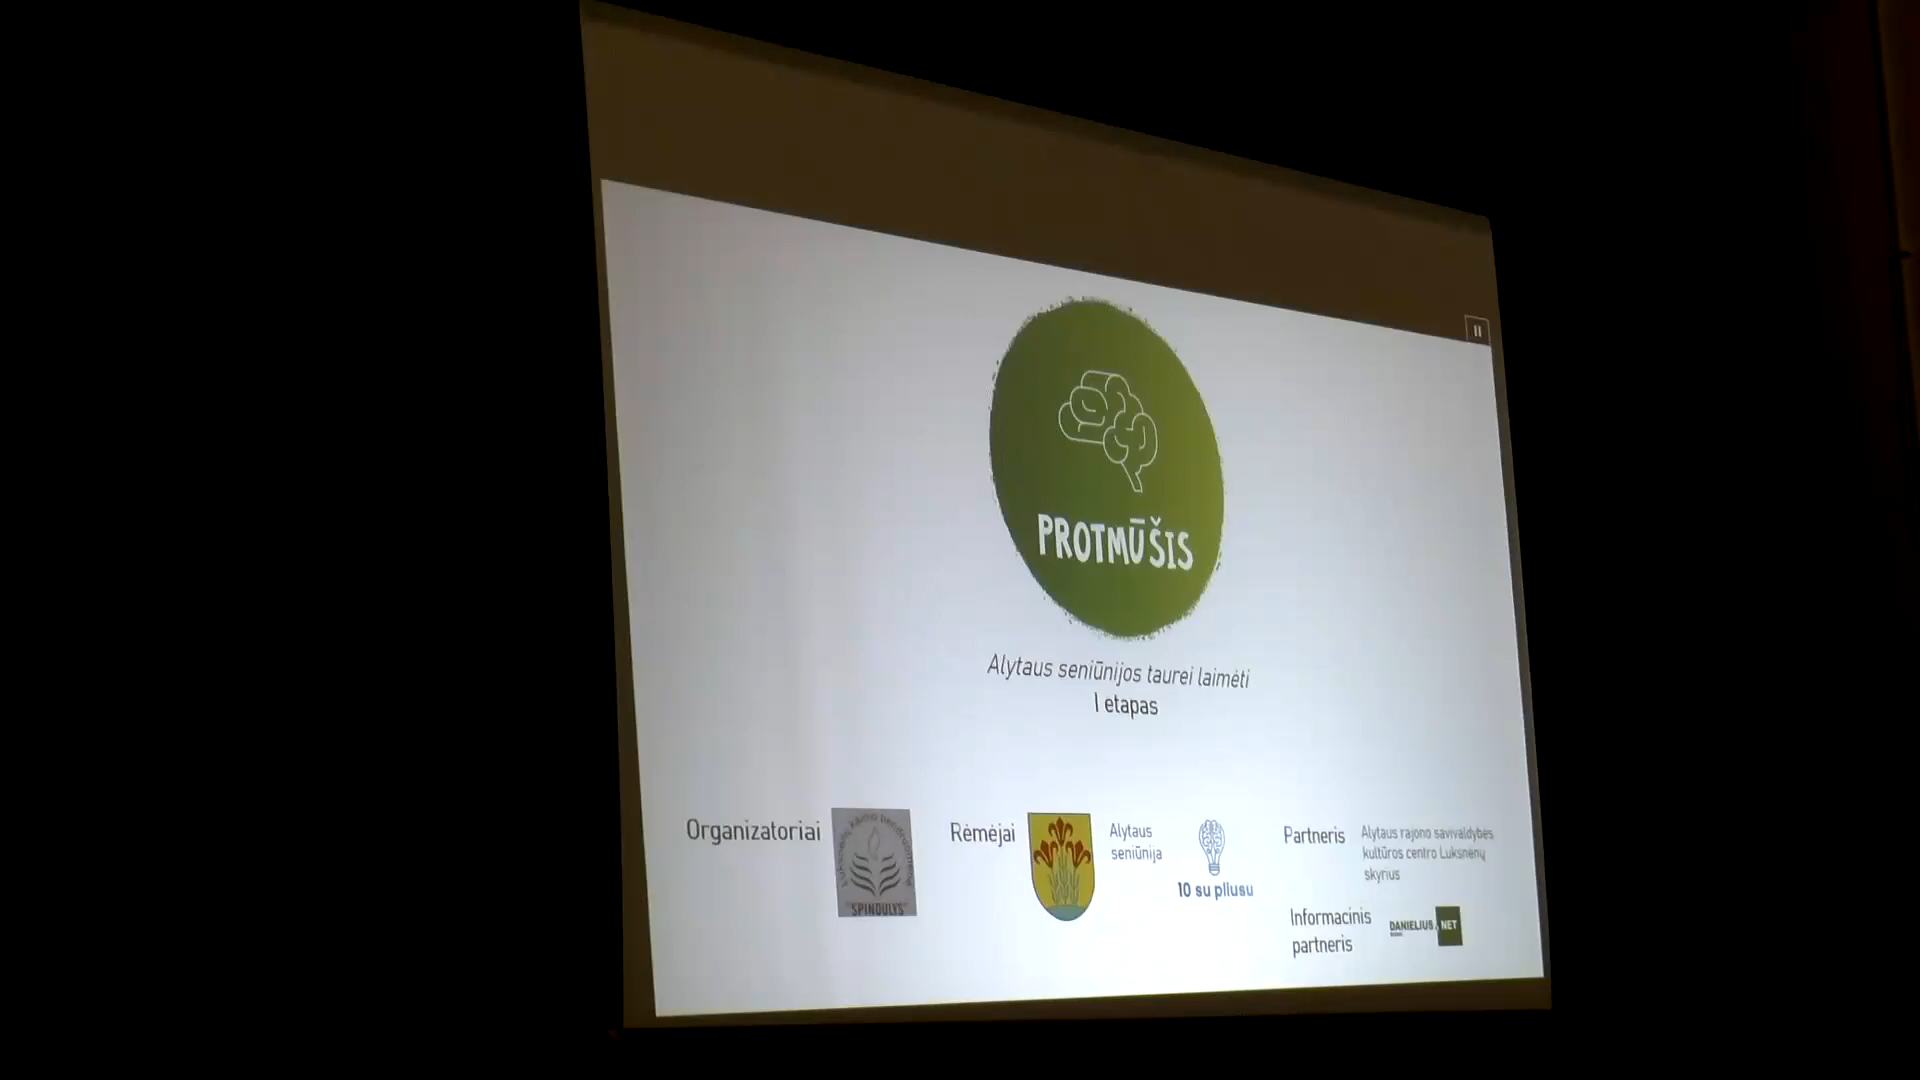 PROTMŪŠIS
Alytaus seniūnijos taurei laimėti
I etapas
Organizatoriai
SPINDULYS
Rėmėjai
Alytaus
seniūnija
10 su pliusu
Partneris
Alytaus rajono savivaldybės
kultūros centro Luksnėnų
skyrius
Informacinis
partneris
DANIELIUS.NET